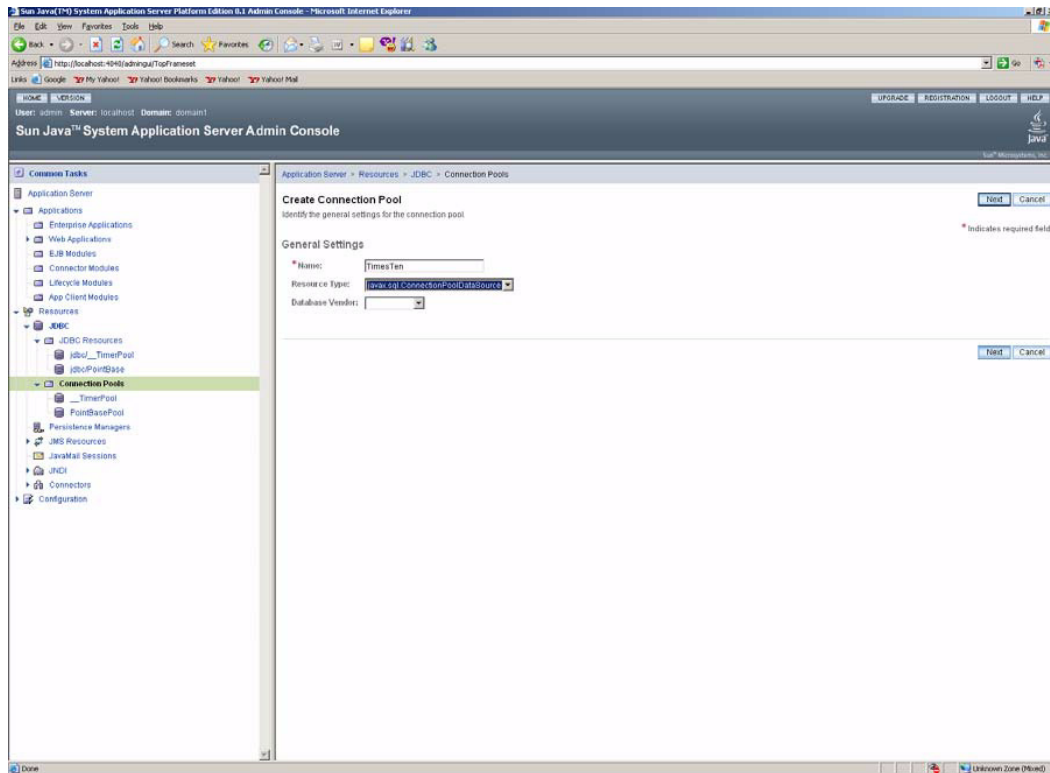 Sun Java(TM) System Application Server Platform Edition 8.1 Admin Console - Microsoft Internet Explorer
File Edit View Favorites Tools Help
Back Search Favorites
Address http://localhost:4848/admingui/TopFrameset Go
Links Google My Yahoo! Yahoo! Bookmarks Yahoo! Yahoo! Mail
HOME VERSION UPGRADE REGISTRATION LOGOUT HELP
User: admin Server: localhost Domain: domain1
Sun Java™ System Application Server Admin Console
Java
Sun™ Microsystems, Inc.
Common Tasks
Application Server
Applications
Enterprise Applications
Web Applications
EJB Modules
Connector Modules
Lifecycle Modules
App Client Modules
Resources
JDBC
JDBC Resources
jdbc/__TimerPool
jdbc/PointBase
Connection Pools
__TimerPool
PointBasePool
Persistence Managers
JMS Resources
JavaMail Sessions
JNDI
Connectors
Configuration
Application Server > Resources > JDBC > Connection Pools
Create Connection Pool Next Cancel
Identify the general settings for the connection pool.
* Indicates required field
General Settings
* Name: TimesTen
Resource Type: javax.sql.ConnectionPoolDataSource
Database Vendor:
Next Cancel
Done Unknown Zone (Mixed)